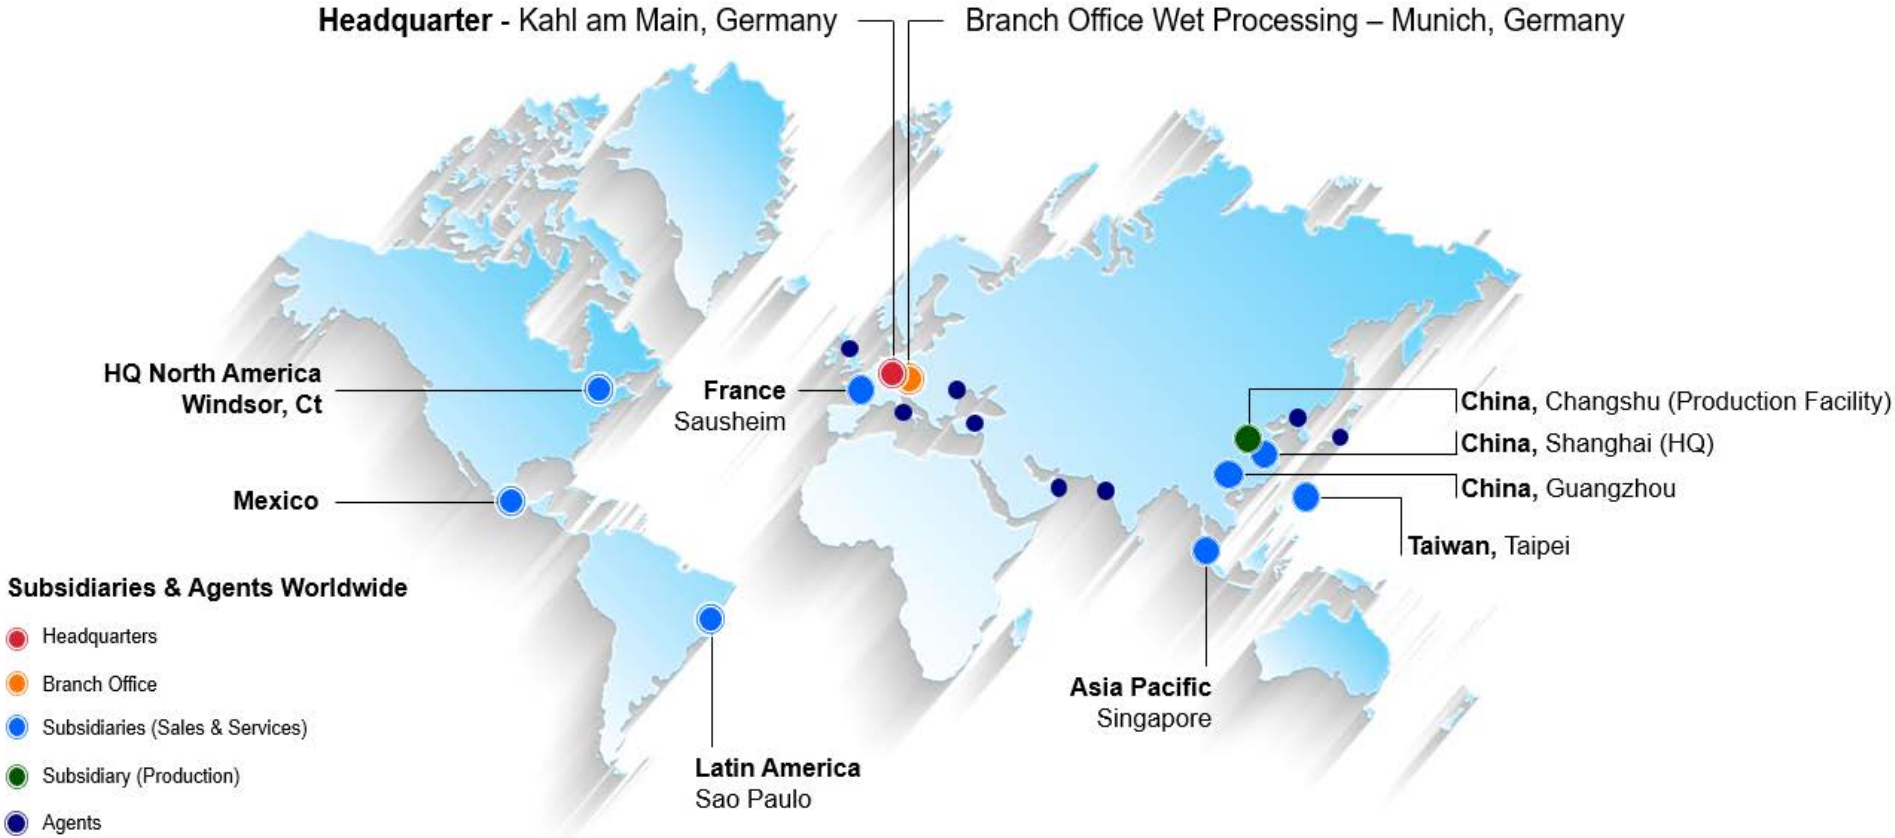 Headquarter - Kahl am Main, Germany
Branch Office Wet Processing – Munich, Germany
HQ North America
Windsor, Ct
France
Sausheim
China, Changshu (Production Facility)
China, Shanghai (HQ)
China, Guangzhou
Mexico
Taiwan, Taipei
Asia Pacific
Singapore
Latin America
Sao Paulo
Subsidiaries & Agents Worldwide
Headquarters
Branch Office
Subsidiaries (Sales & Services)
Subsidiary (Production)
Agents